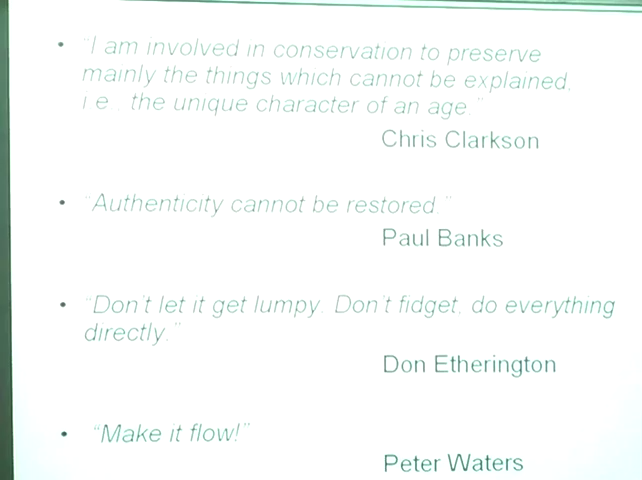 • "I am involved in conservation to preserve
mainly the things which cannot be explained,
i.e., the unique character of an age."
Chris Clarkson
• "Authenticity cannot be restored."
Paul Banks
• "Don't let it get lumpy. Don't fidget, do everything
directly."
Don Etherington
• "Make it flow!"
Peter Waters